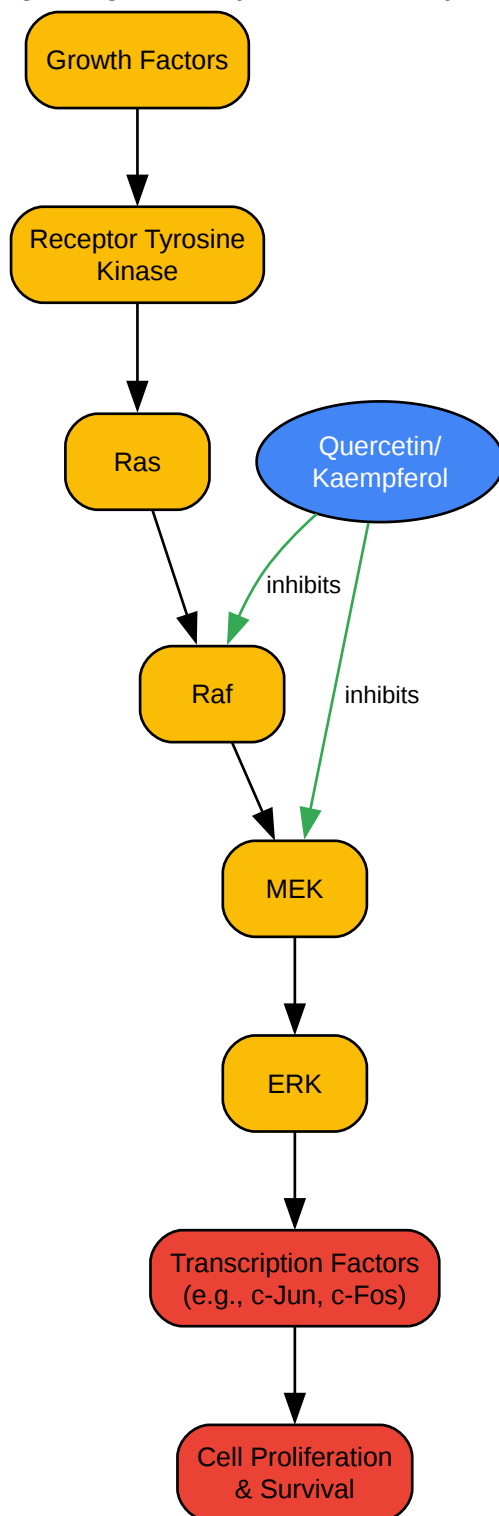 Growth Factors
Receptor Tyrosine
Kinase
Ras
Quercetin/
Kaempferol
inhibits
Raf
inhibits
MEK
ERK
Transcription Factors
(e.g., c-Jun, c-Fos)
Cell Proliferation
& Survival